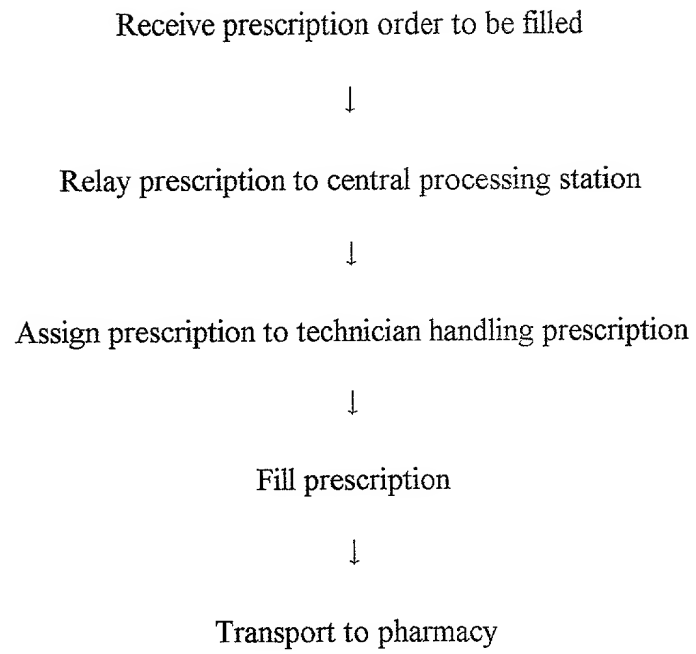 Receive prescription order to be filled
↓
Relay prescription to central processing station
↓
Assign prescription to technician handling prescription
↓
Fill prescription
↓
Transport to pharmacy